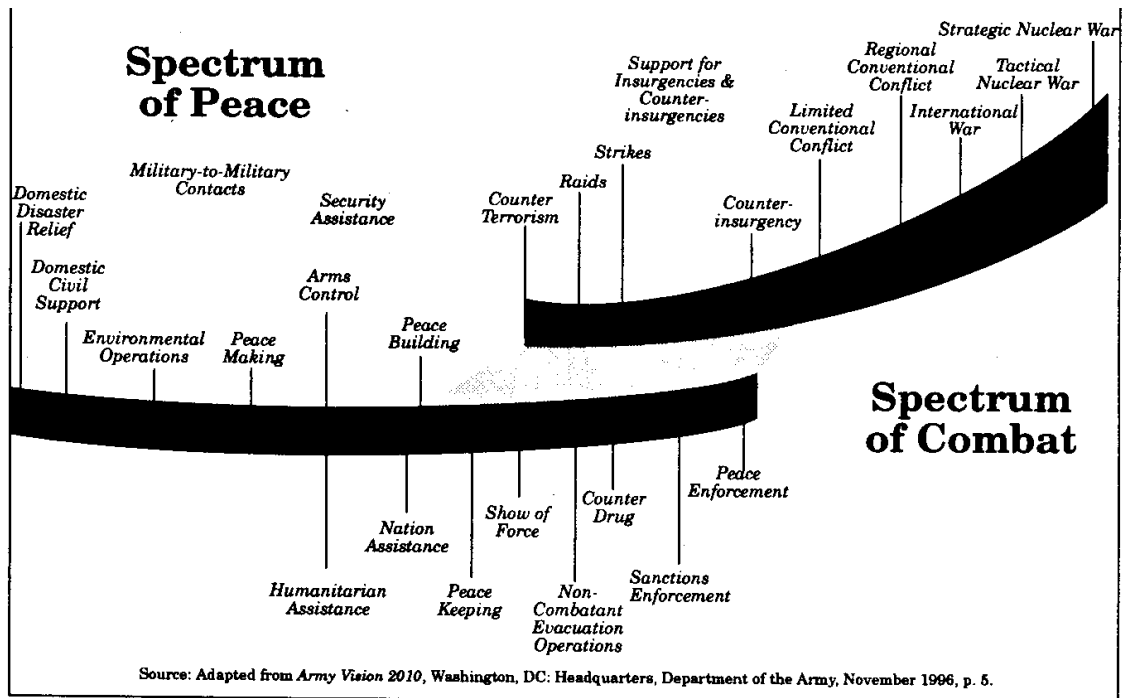 Spectrum
of Peace
Strategic Nuclear War
Regional
Conventional
Conflict
Tactical
Nuclear War
Support for
Insurgencies &
Counter-
insurgencies
Limited
Conventional
Conflict
International
War
Strikes
Raids
Counter
Terrorism
Counter-
insurgency
Military-to-Military
Contacts
Security
Assistance
Domestic
Disaster
Relief
Domestic
Civil
Support
Arms
Control
Environmental
Operations
Peace
Making
Peace
Building
Spectrum
of Combat
Peace
Enforcement
Counter
Drug
Show of
Force
Nation
Assistance
Humanitarian
Assistance
Peace
Keeping
Non-
Combatant
Evacuation
Operations
Sanctions
Enforcement
Source: Adapted from Army Vision 2010, Washington, DC: Headquarters, Department of the Army, November 1996, p. 5.